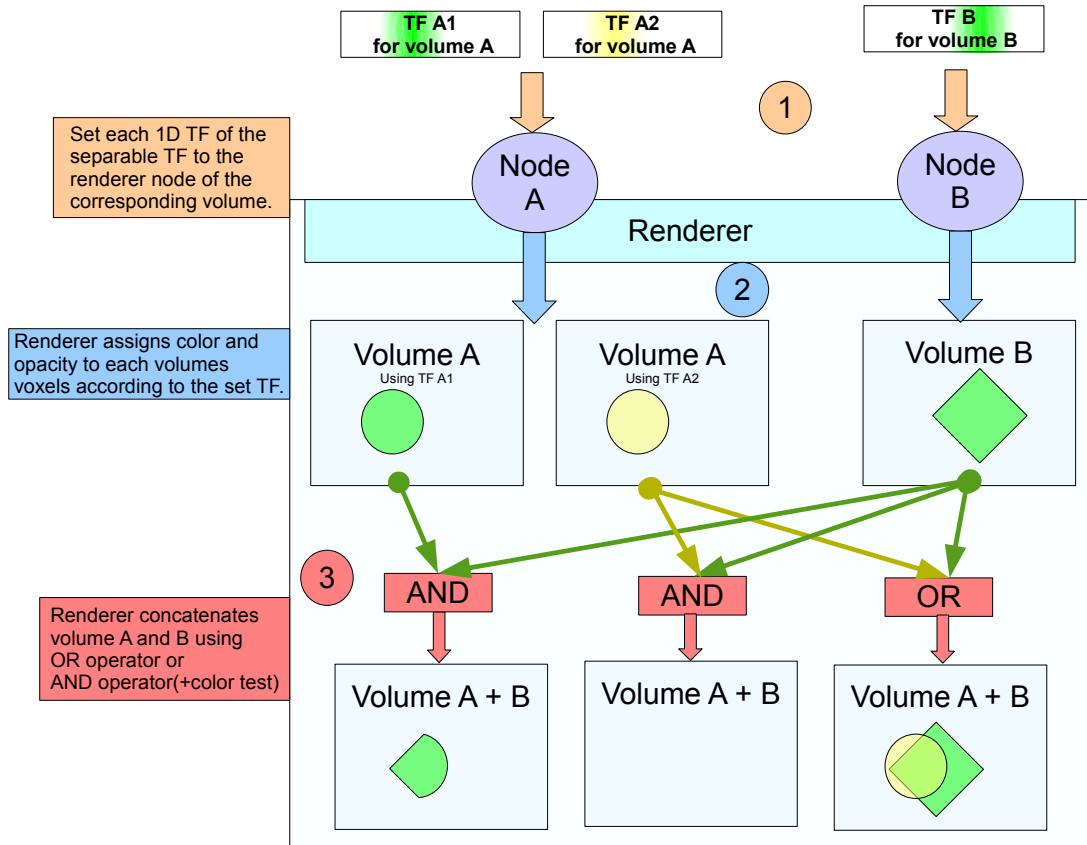 TF A1
for volume A
TF A2
for volume A
TF B
for volume B
1
Set each 1D TF of the
separable TF to the
renderer node of the
corresponding volume.
Node
A
Node
B
Renderer
2
Renderer assigns color and
opacity to each volumes
voxels according to the set TF.
Volume A
Using TF A1
Volume A
Using TF A2
Volume B
3
AND
AND
OR
Renderer concatenates
volume A and B using
OR operator or
AND operator(+color test)
Volume A + B
Volume A + B
Volume A + B